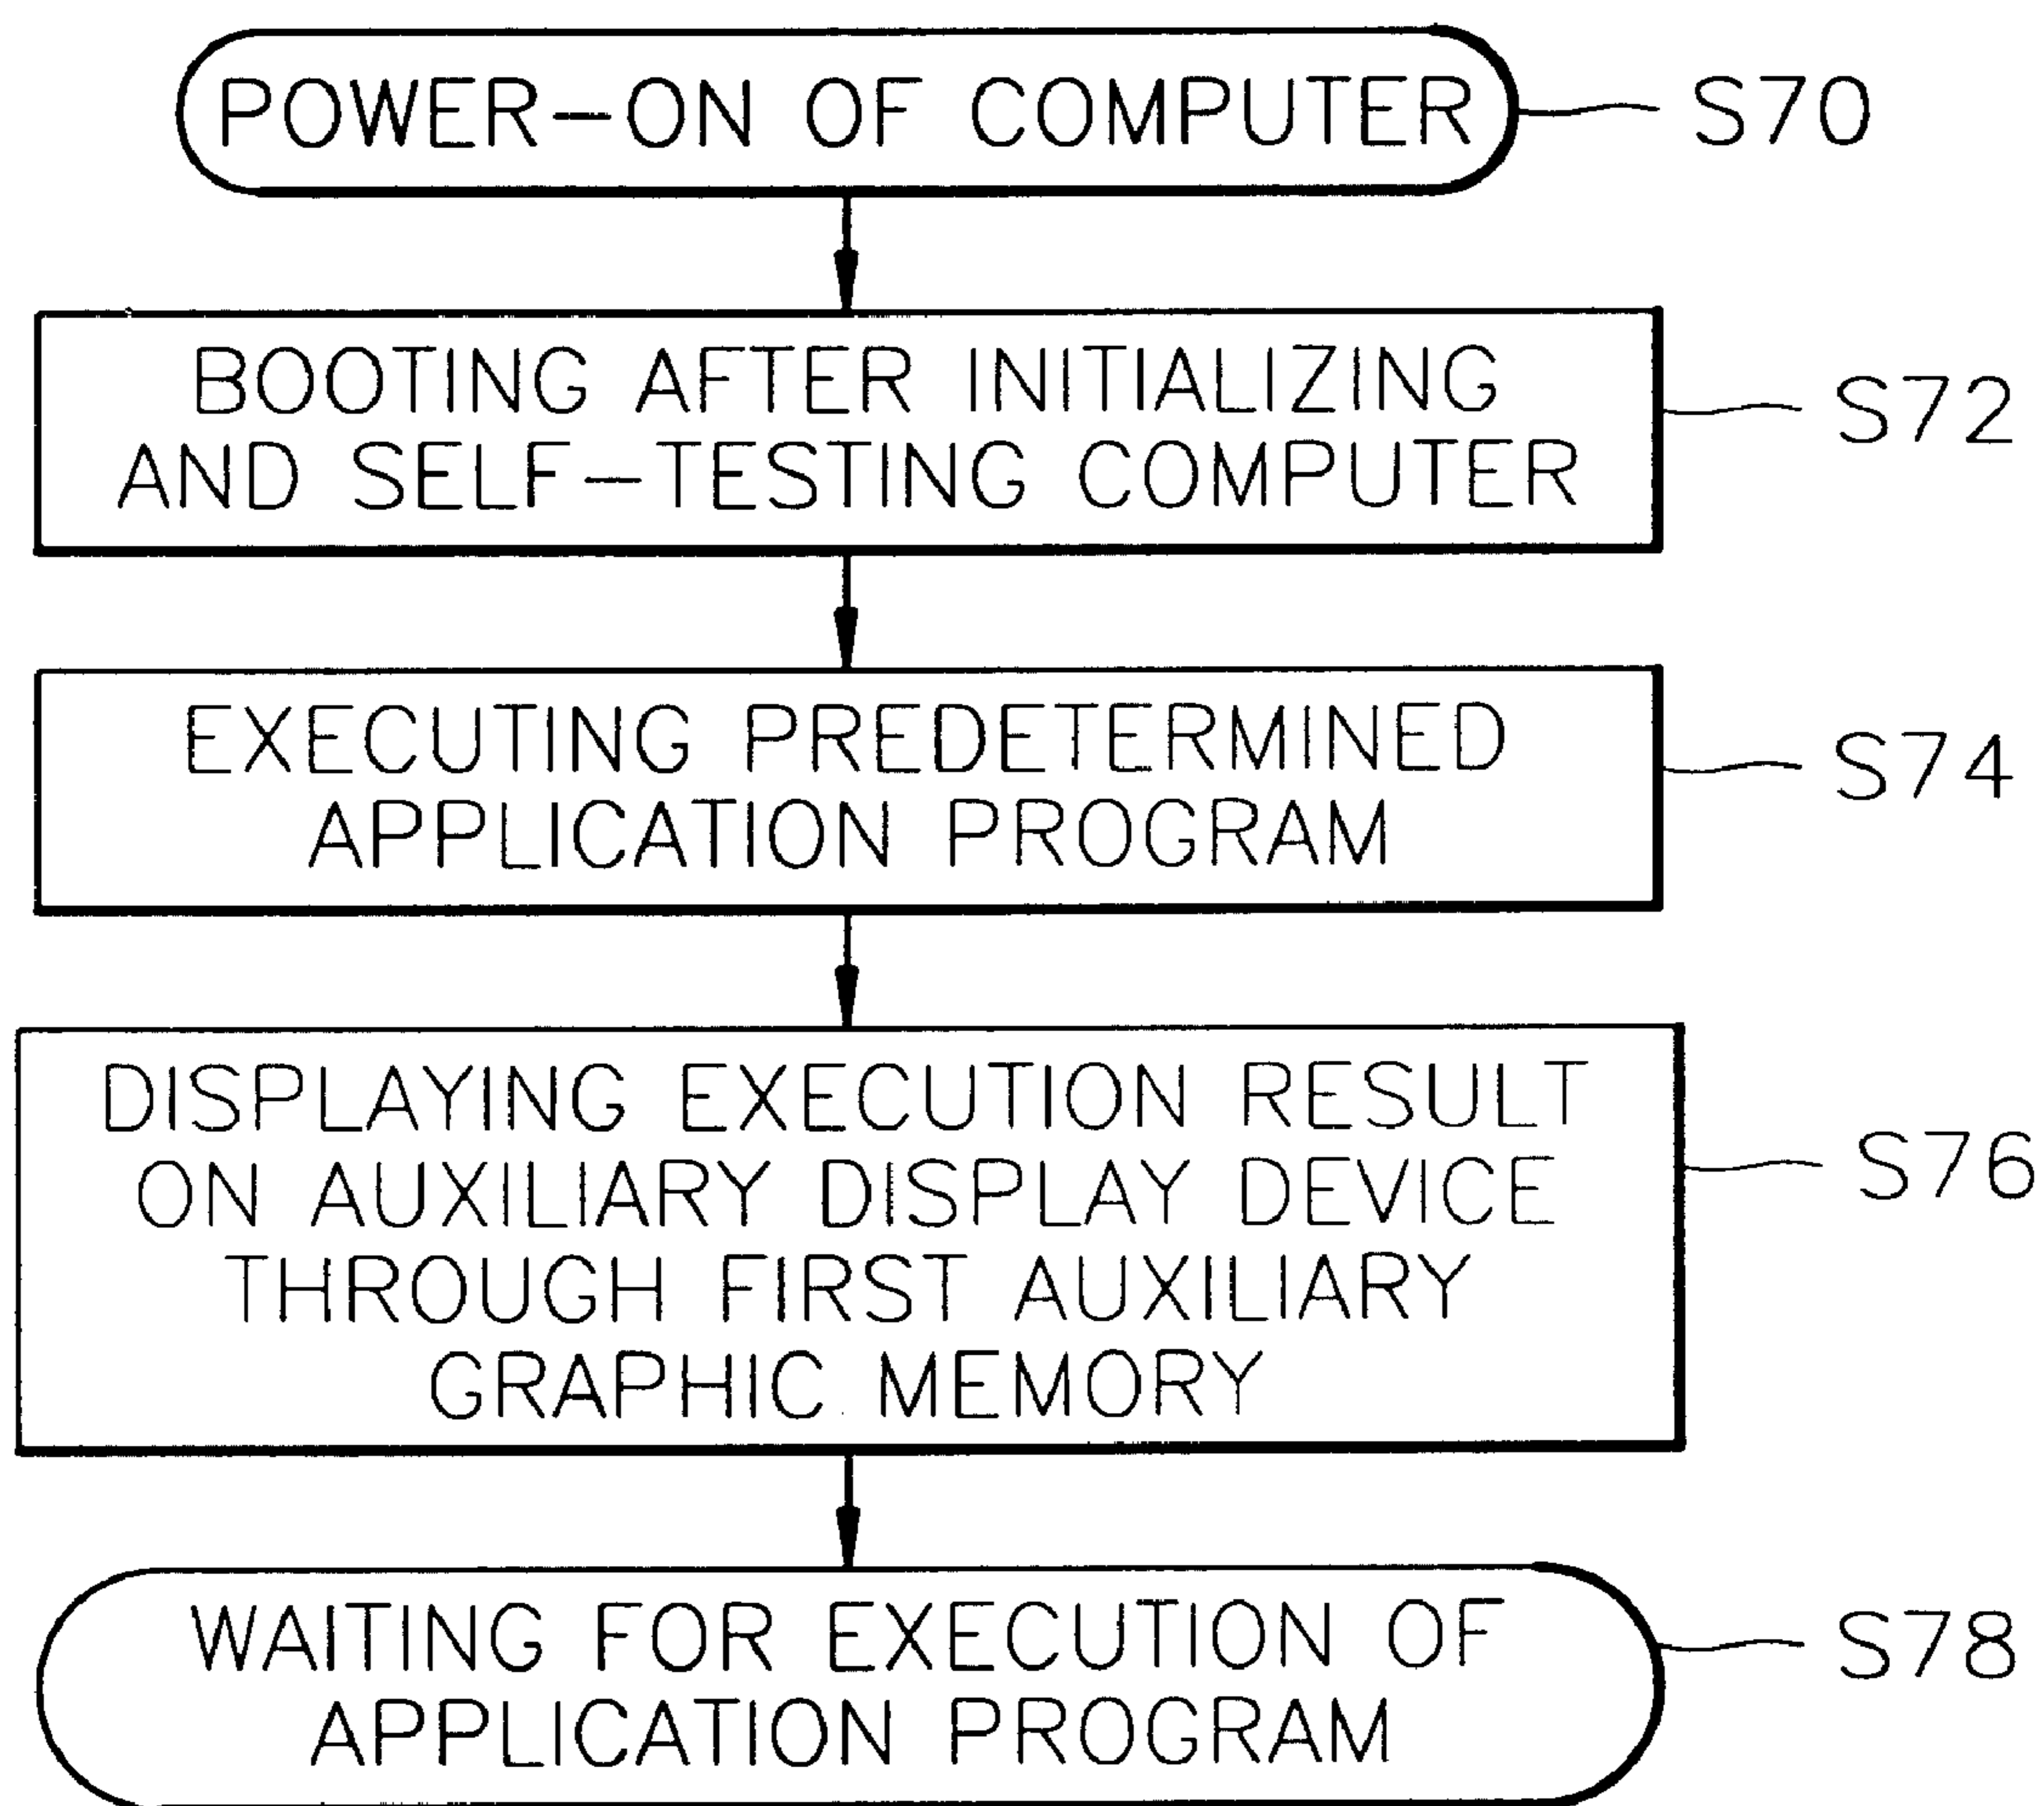 POWER-ON OF COMPUTER
S70
BOOTING AFTER INITIALIZING
AND SELF-TESTING COMPUTER
S72
EXECUTING PREDETERMINED
APPLICATION PROGRAM
S74
DISPLAYING EXECUTION RESULT
ON AUXILIARY DISPLAY DEVICE
THROUGH FIRST AUXILIARY
GRAPHIC MEMORY
S76
WAITING FOR EXECUTION OF
APPLICATION PROGRAM
S78